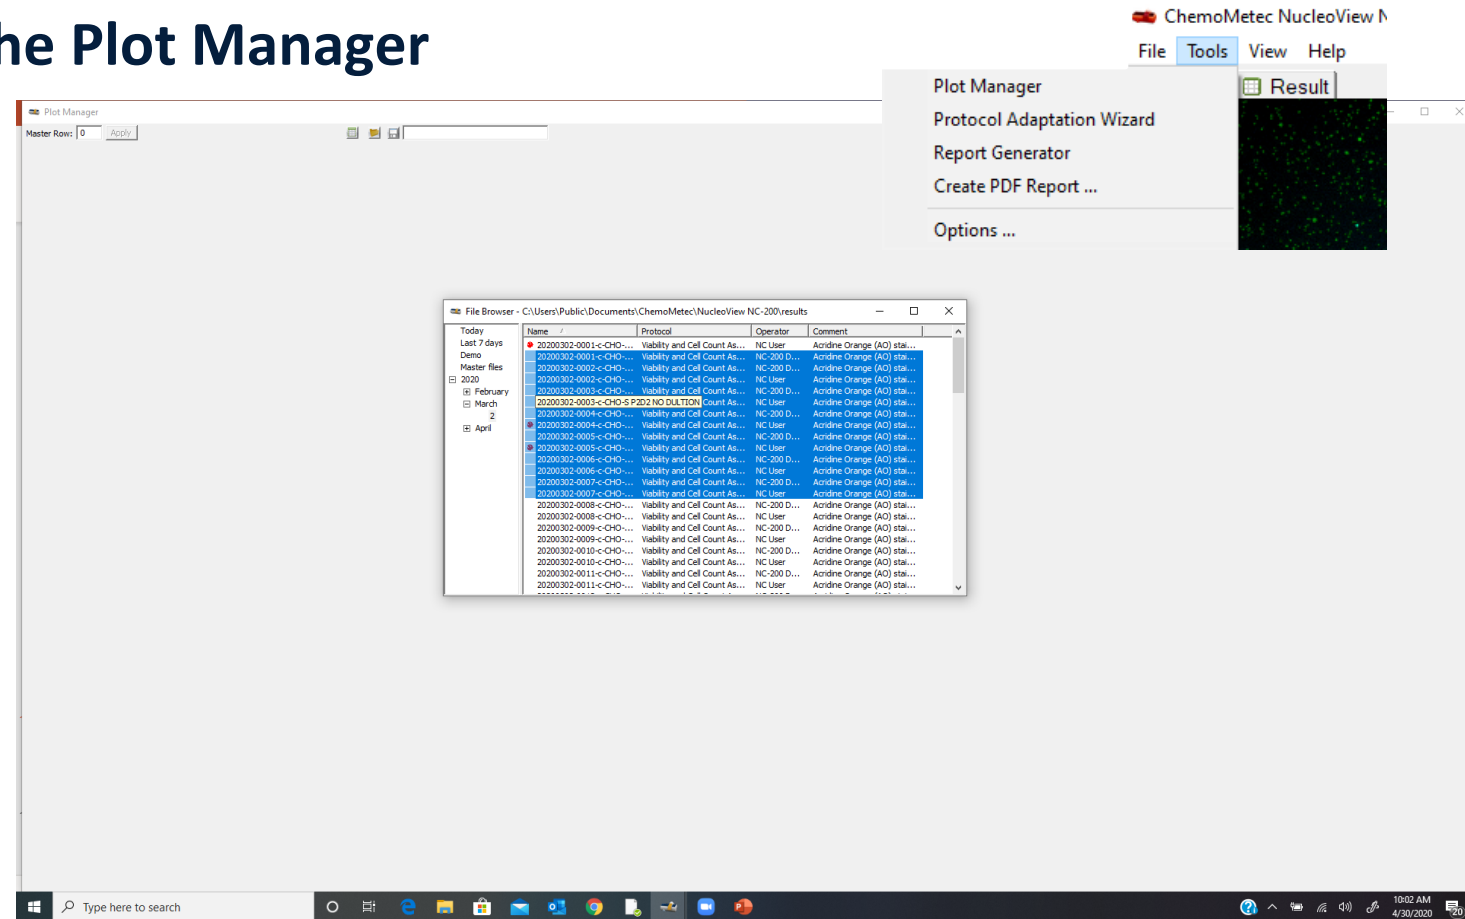 he Plot Manager
ChemoMetec NucleoView N
File Tools View Help
Plot Manager
Protocol Adaptation Wizard
Report Generator
Create PDF Report ...
Options ...
Result
Plot Manager
Master Row: 0 Apply
File Browser - C:\Users\Public\Documents\ChemoMetec\NucleoView NC-200\results
Today
Last 7 days
Demo
Master files
2020
February
March
2
April
Name Protocol Operator Comment
20200302-0001-c-CHO-... Viability and Cell Count As... NC User Acridine Orange (AO) stai...
20200302-0001-c-CHO-... Viability and Cell Count As... NC-200 D... Acridine Orange (AO) stai...
20200302-0002-c-CHO-... Viability and Cell Count As... NC-200 D... Acridine Orange (AO) stai...
20200302-0002-c-CHO-... Viability and Cell Count As... NC User Acridine Orange (AO) stai...
20200302-0003-c-CHO-... Viability and Cell Count As... NC-200 D... Acridine Orange (AO) stai...
20200302-0003-c-CHO-S P2D2 NO DULTION Count As... NC User Acridine Orange (AO) stai...
20200302-0004-c-CHO-... Viability and Cell Count As... NC-200 D... Acridine Orange (AO) stai...
20200302-0004-c-CHO-... Viability and Cell Count As... NC User Acridine Orange (AO) stai...
20200302-0005-c-CHO-... Viability and Cell Count As... NC-200 D... Acridine Orange (AO) stai...
20200302-0005-c-CHO-... Viability and Cell Count As... NC User Acridine Orange (AO) stai...
20200302-0006-c-CHO-... Viability and Cell Count As... NC-200 D... Acridine Orange (AO) stai...
20200302-0006-c-CHO-... Viability and Cell Count As... NC User Acridine Orange (AO) stai...
20200302-0007-c-CHO-... Viability and Cell Count As... NC-200 D... Acridine Orange (AO) stai...
20200302-0007-c-CHO-... Viability and Cell Count As... NC User Acridine Orange (AO) stai...
20200302-0008-c-CHO-... Viability and Cell Count As... NC-200 D... Acridine Orange (AO) stai...
20200302-0008-c-CHO-... Viability and Cell Count As... NC User Acridine Orange (AO) stai...
20200302-0009-c-CHO-... Viability and Cell Count As... NC-200 D... Acridine Orange (AO) stai...
20200302-0009-c-CHO-... Viability and Cell Count As... NC User Acridine Orange (AO) stai...
20200302-0010-c-CHO-... Viability and Cell Count As... NC-200 D... Acridine Orange (AO) stai...
20200302-0010-c-CHO-... Viability and Cell Count As... NC User Acridine Orange (AO) stai...
20200302-0011-c-CHO-... Viability and Cell Count As... NC-200 D... Acridine Orange (AO) stai...
20200302-0011-c-CHO-... Viability and Cell Count As... NC User Acridine Orange (AO) stai...
Type here to search
10:02 AM
4/30/2020
20